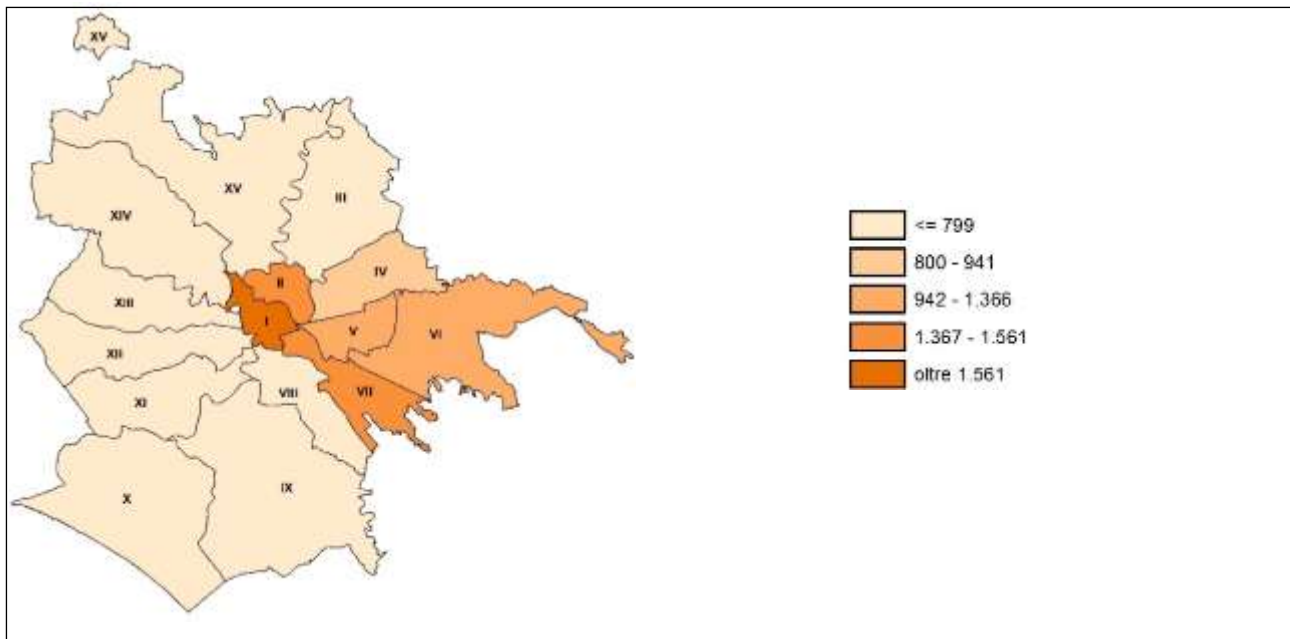 XV
XV
III
XIV
IV
II
XIII
I
V
VI
XII
VII
VIII
XI
IX
X
<= 799
800 - 941
942 - 1.366
1.367 - 1.561
oltre 1.561